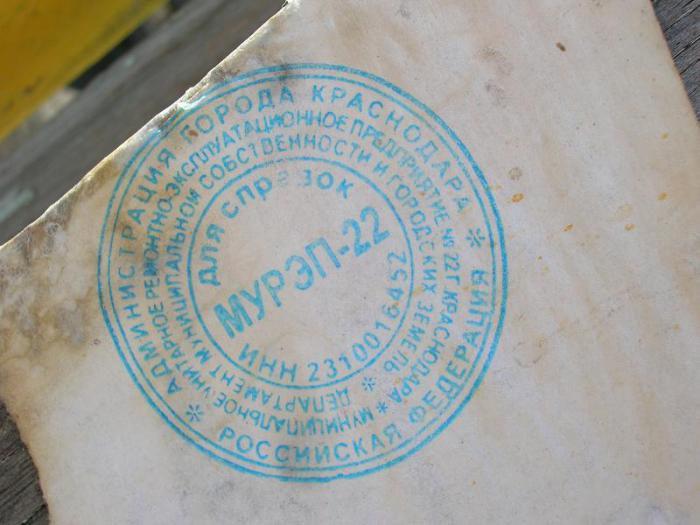 АДМИНИСТРАЦИЯ ГОРОДА КРАСНОДАРА *
РОССИЙСКАЯ ФЕДЕРАЦИЯ *
МУНИЦИПАЛЬНОЕ УНИТАРНОЕ РЕМОНТНО-ЭКСПЛУАТАЦИОННОЕ ПРЕДПРИЯТИЕ № 22 Г. КРАСНОДАРА *
ДЕПАРТАМЕНТ МУНИЦИПАЛЬНОЙ СОБСТВЕННОСТИ И ГОРОДСКИХ ЗЕМЕЛЬ *
для справок
МУРЭП-22
ИНН 2310016452